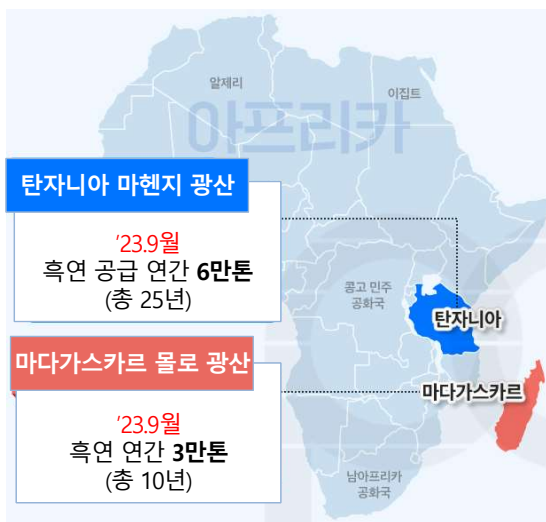 알제리
이집트
아프리카
탄자니아 마헨지 광산
‘23.9월
흑연 공급 연간 6만톤
(총 25년)
콩고 민주
공화국
탄자니아
마다가스카르 몰로 광산
마다가스카르
‘23.9월
흑연 연간 3만톤
(총 10년)
남아프리카
공화국